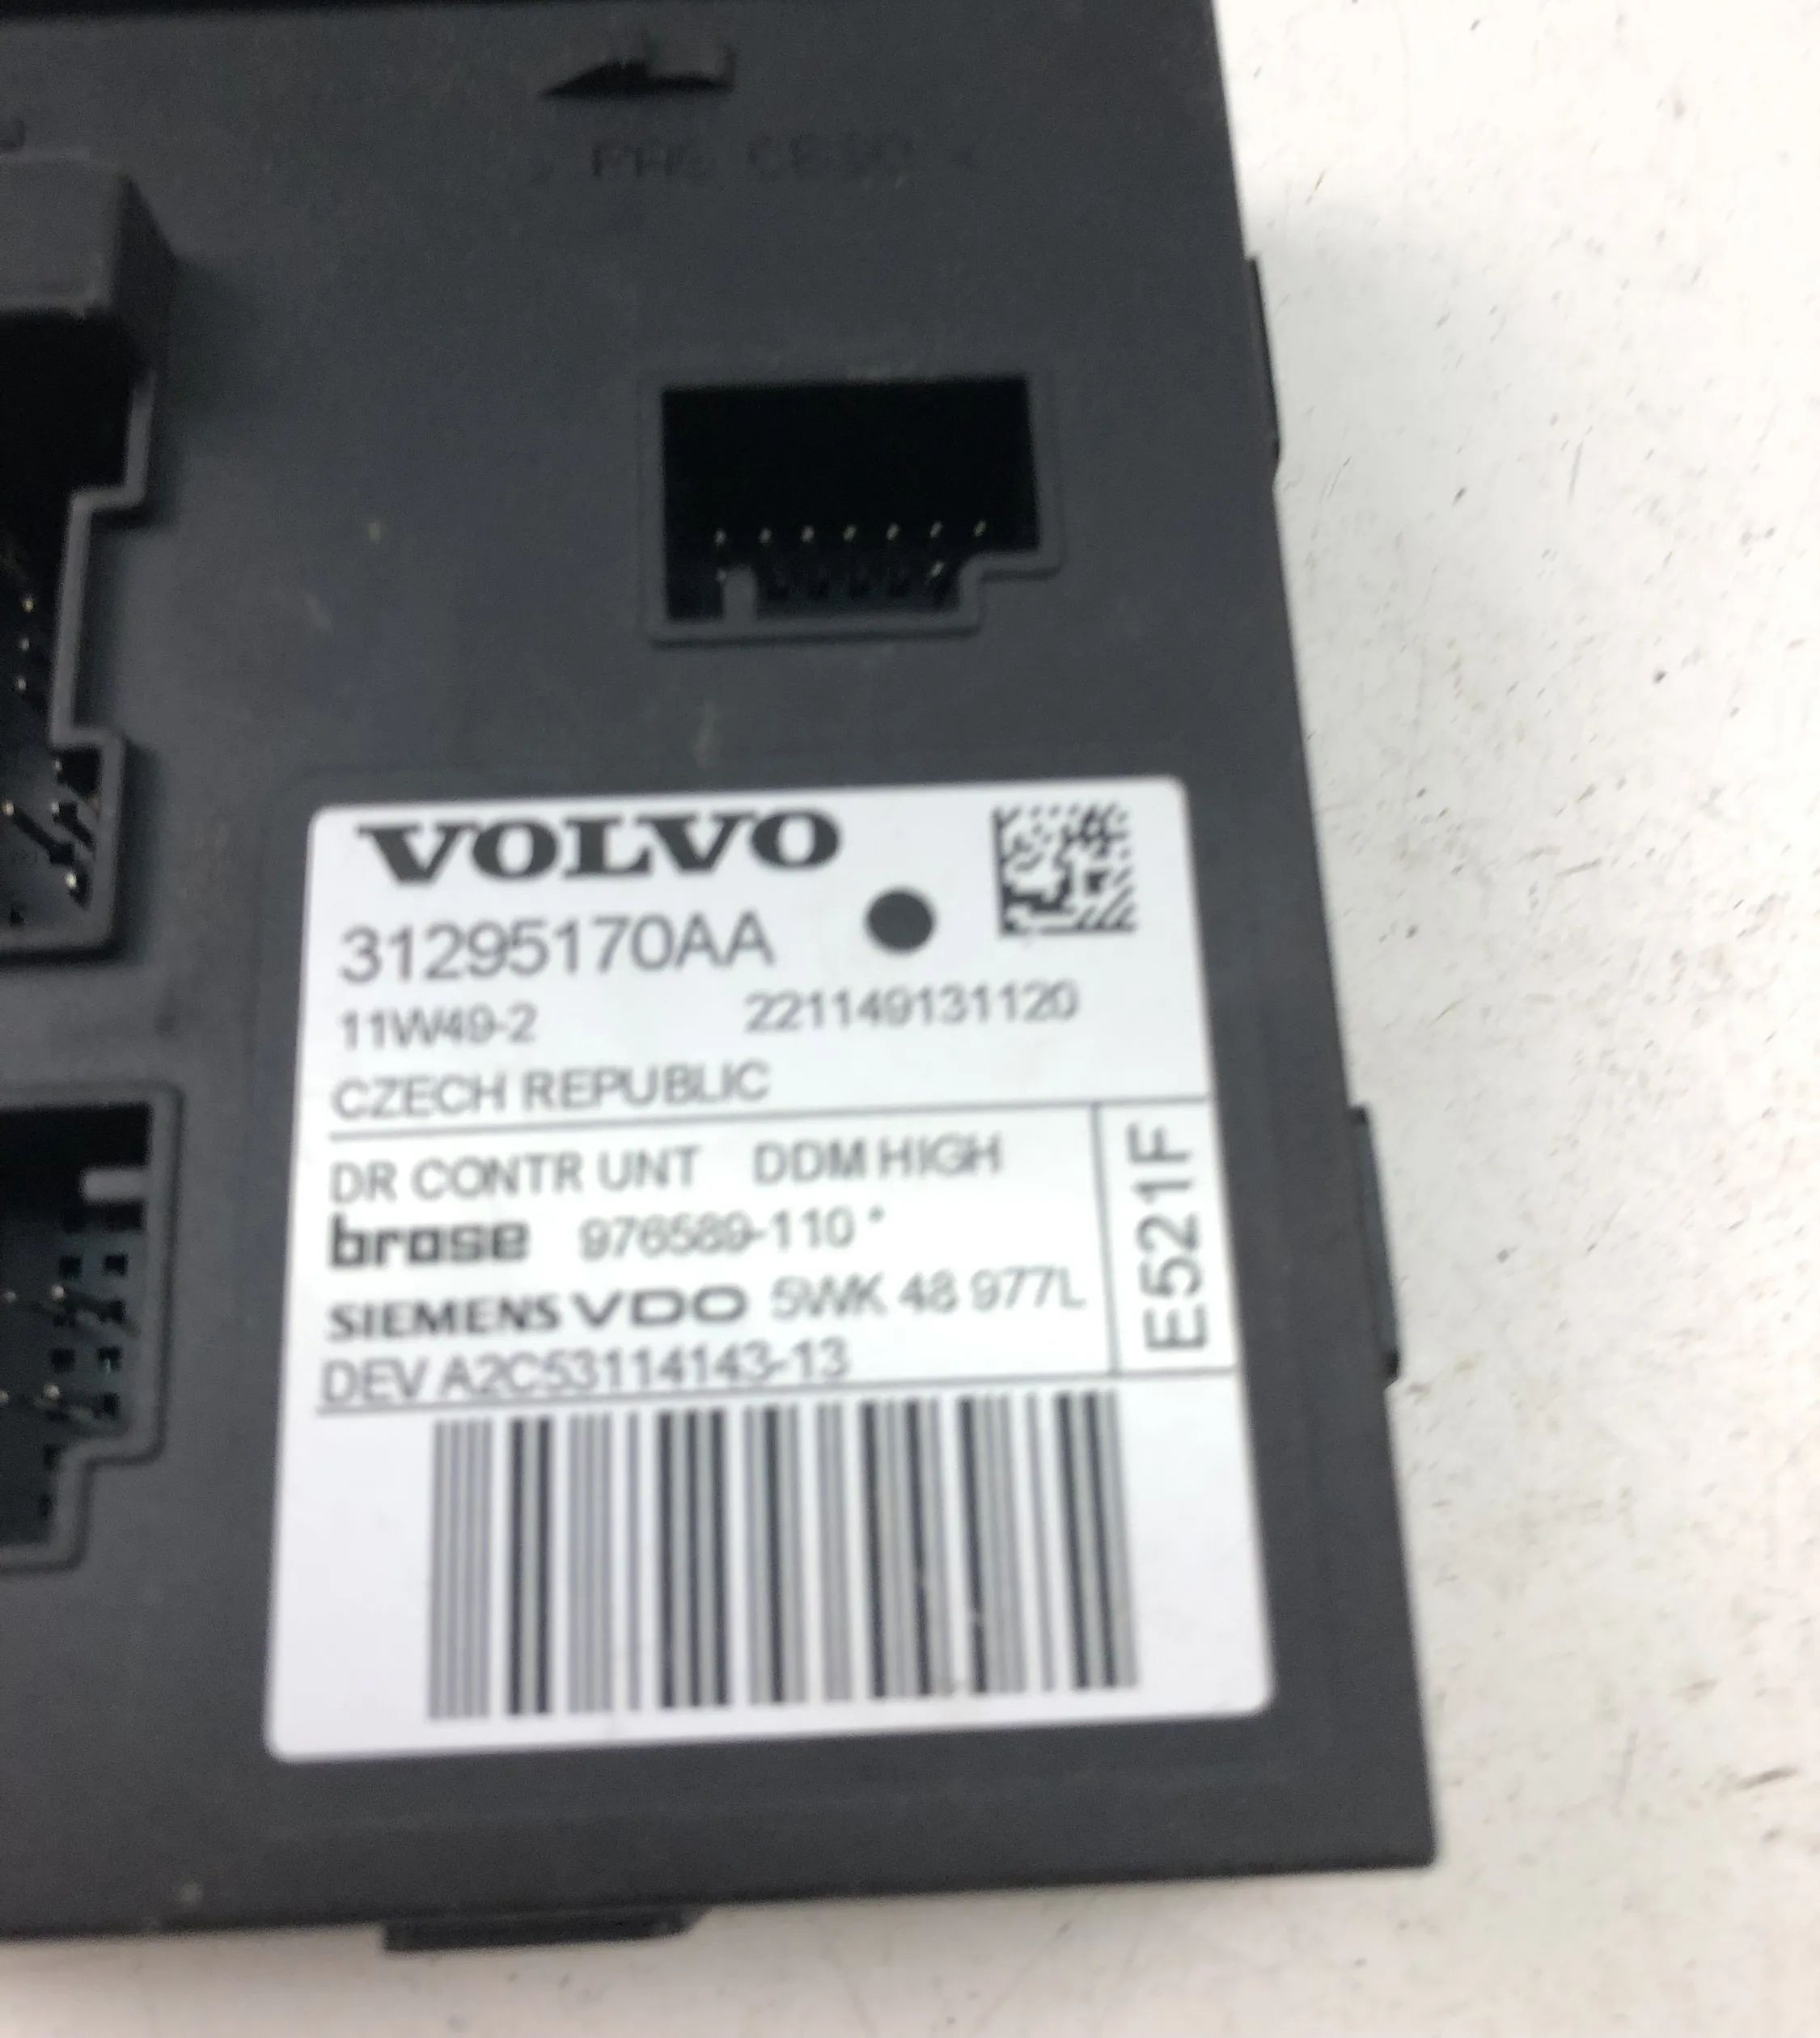 VOLVO
31295170AA
11W49-2 221149131120
CZECH REPUBLIC
DR CONTR UNT DDM HIGH
brose 976589-110 *
SIEMENS VDO 5WK 48 977L
DEV A2C53114143-13
E521F